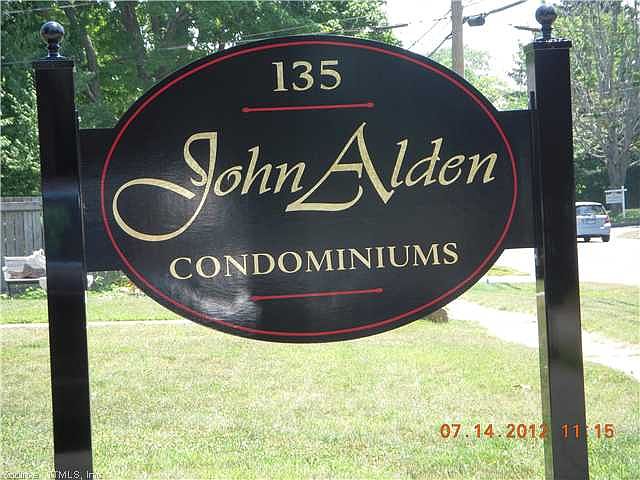 135
John Alden
CONDOMINIUMS
07.14.2012 11:15